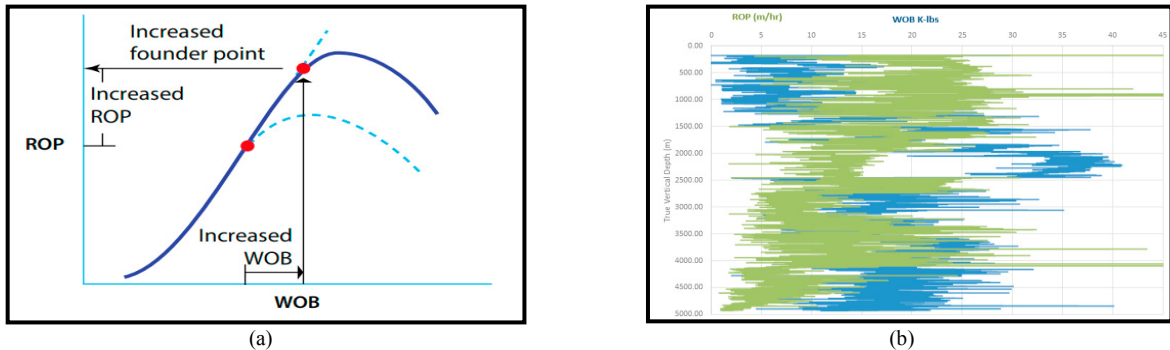 Increased
founder point
Increased
ROP
ROP
Increased
WOB
WOB
(a)
ROP (m/hr)
WOB K-lbs
0 5 10 15 20 25 30 35 40 45
0.00
500.00
1000.00
1500.00
2000.00
2500.00
3000.00
3500.00
4000.00
4500.00
5000.00
True Vertical Depth (m)
(b)